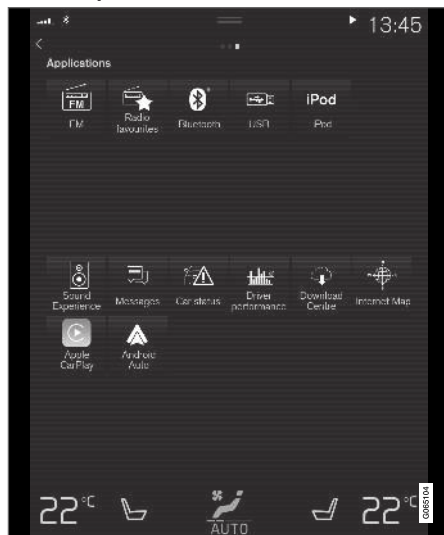 13:45
Applications
FM
iPod
FM
Radio
favourites
Bluetooth
USB
iPod
Sound
Experience
Messages
Car status
Driver
performance
Download
Centre
Internet Map
Apple
CarPlay
Android
Auto
22°C
22°C
AUTO
G065104